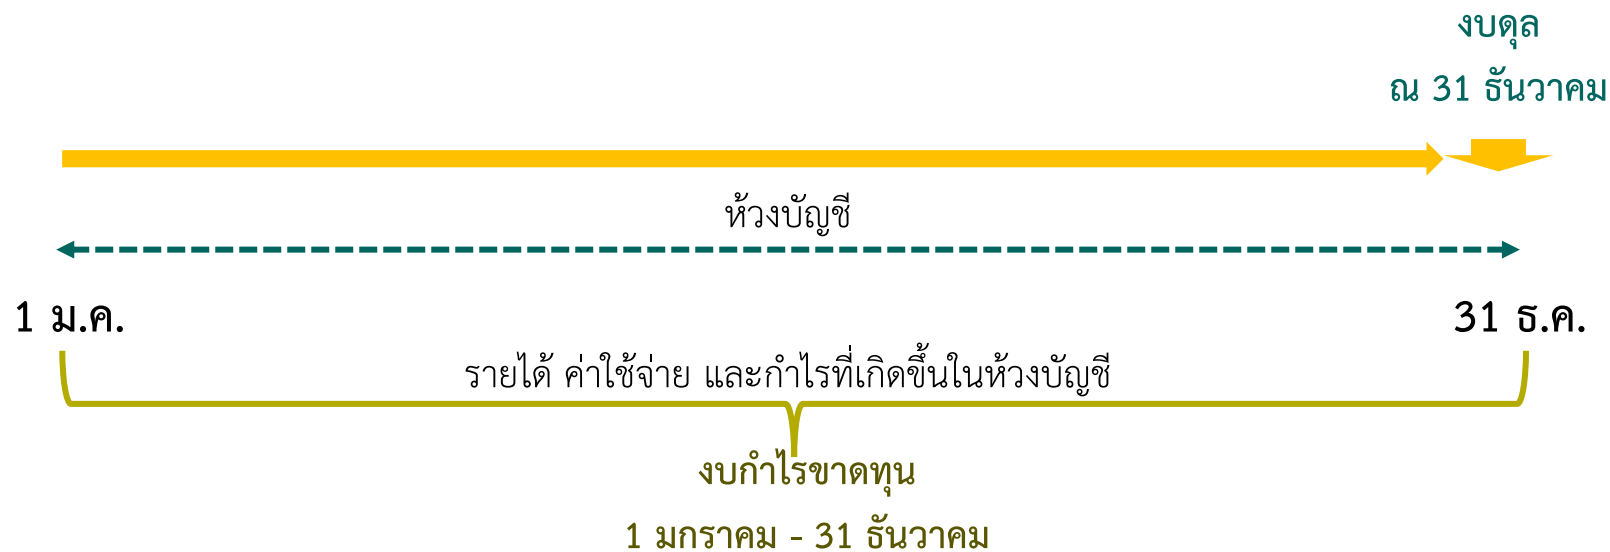 งบดุล
ณ 31 ธันวาคม
ห้วงบัญชี
1 ม.ค.
31 ธ.ค.
รายได้ ค่าใช้จ่าย และกำไรที่เกิดขึ้นในห้วงบัญชี
งบกำไรขาดทุน
1 มกราคม - 31 ธันวาคม